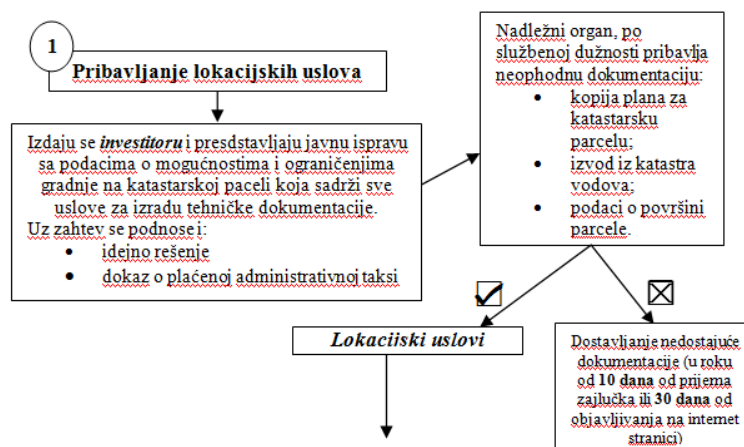 1
Pribavljanje lokacijskih uslova
Izdaju se investitoru i presdstavljaju javnu ispravu
sa podacima o mogućnostima i ograničenjima
gradnje na katastarskoj paceli koja sadrži sve
uslove za izradu tehničke dokumentacije.
Uz zahtev se podnose i:
• idejno rešenje
• dokaz o plaćenoj administrativnoj taksi
Nadležni organ, po
službenoj dužnosti pribavlja
neophodnu dokumentaciju:
• kopija plana za
katastarsku
parcelu;
• izvod iz katastra
vodova;
• podaci o površini
parcele.
Lokacijski uslovi
Dostavljanje nedostajuće
dokumentacije (u roku
od 10 dana od prijema
zajlučka ili 30 dana od
objavljivanja na internet
stranici)